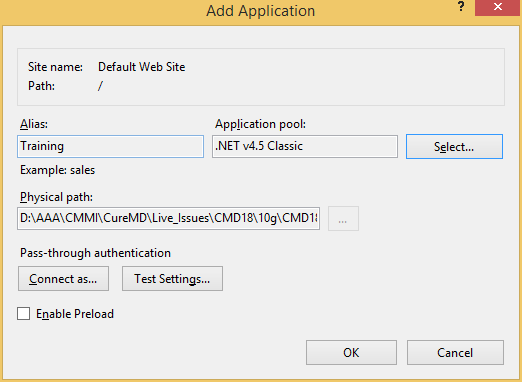 Add Application
?
x
Site name: Default Web Site
Path: /
Alias: Application pool:
Training .NET v4.5 Classic Select...
Example: sales
Physical path:
D:\AAA\CMMI\CureMD\Live_Issues\CMD18\10g\CMD18 ...
Pass-through authentication
Connect as... Test Settings...
Enable Preload
OK Cancel